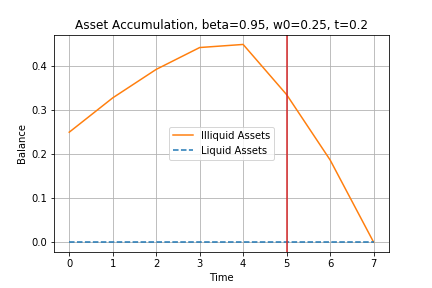 Asset Accumulation, beta=0.95, w0=0.25, t=0.2
Balance
0.4
0.3
0.2
0.1
0.0
Illiquid Assets
Liquid Assets
0 1 2 3 4 5 6 7
Time